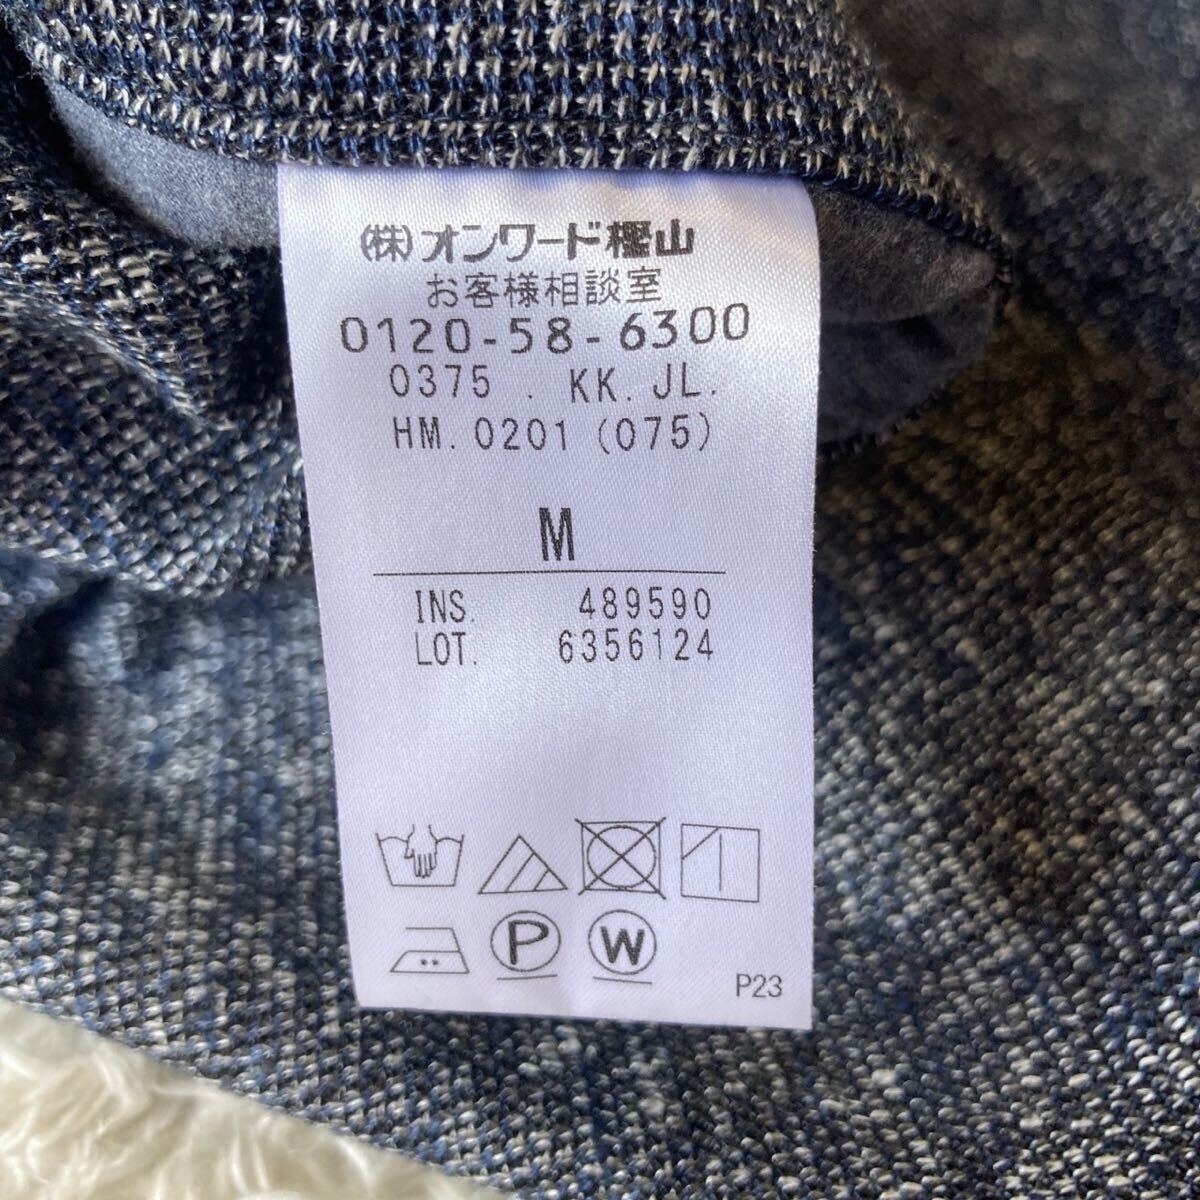 (株)オンワード樫山
お客様相談室
0120-58-6300
0375 . KK. JL.
HM. 0201 (075)
M
INS. 489590
LOT. 6356124
P
W
P23